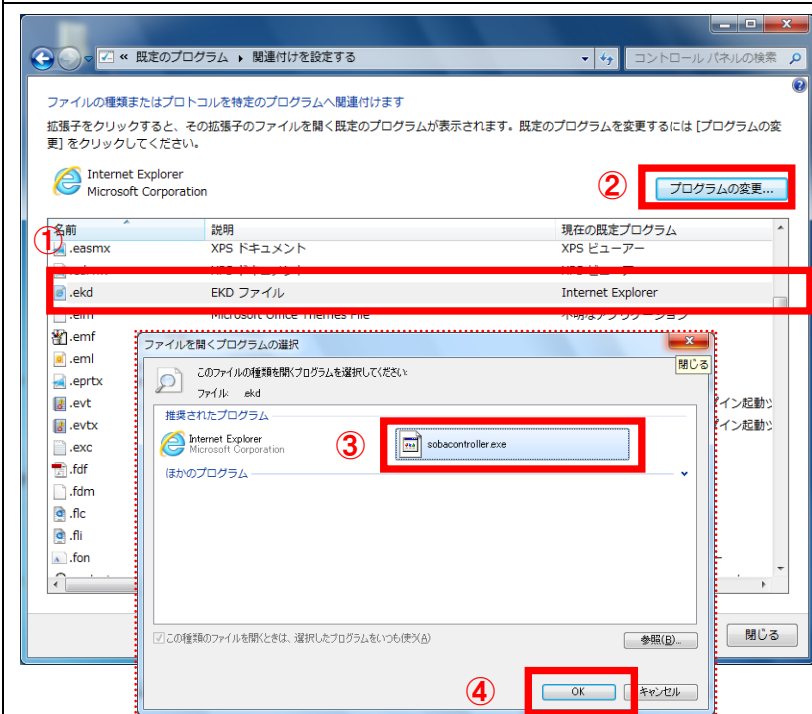 « 既定のプログラム ▸ 関連付けを設定する
コントロール パネルの検索
ファイルの種類またはプロトコルを特定のプログラムへ関連付けます
拡張子をクリックすると、その拡張子のファイルを開く既定のプログラムが表示されます。既定のプログラムを変更するには [プログラムの変
更] をクリックしてください。
Internet Explorer
Microsoft Corporation
②
プログラムの変更...
名前 説明 現在の既定プログラム
①
.easmx XPS ドキュメント XPS ビューアー
.ekd EKD ファイル Internet Explorer
Microsoft Office Themes File
.emf
.eml
.eprtx
.evt
.evtx
.exc
.fdf
.fdm
.flc
.fli
.fon
イン起動
イン起動
ファイルを開くプログラムの選択
閉じる
このファイルの種類を開くプログラムを選択してください:
ファイル: ekd
推奨されたプログラム
Internet Explorer
Microsoft Corporation
③
sobacontroller.exe
ほかのプログラム
この種類のファイルを開くときは、選択したプログラムをいつも使う(A)
参照(B)...
④
OK
キャンセル
閉じる